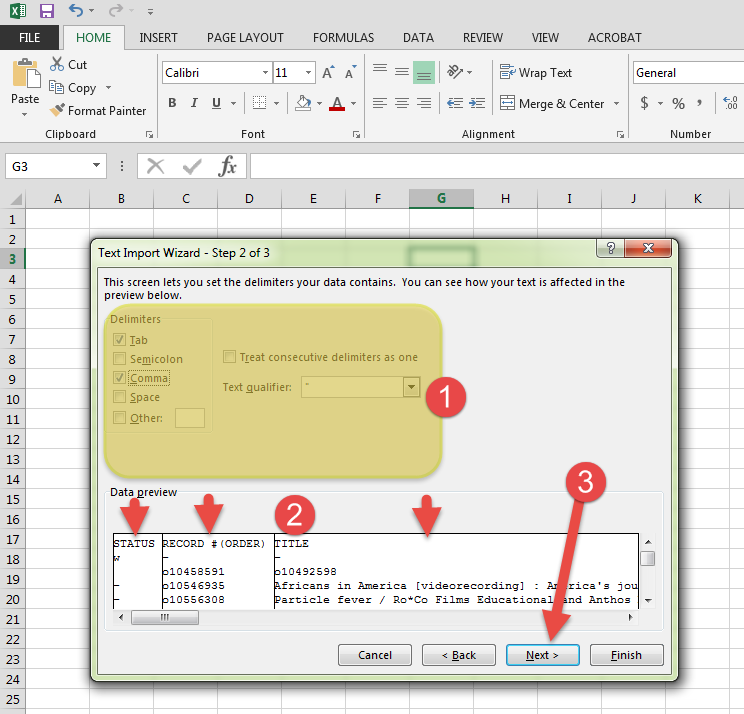 FILE HOME INSERT PAGE LAYOUT FORMULAS DATA REVIEW VIEW ACROBAT
Paste
Cut
Copy
Format Painter
Clipboard
Calibri 11 A A
B I U A
Font
Wrap Text
Merge & Center
Alignment
General
$ % , .00
Number
G3 fx
A B C D E F G H I J K
1
2
3
4
5
6
7
8
9
10
11
12
13
14
15
16
17
18
19
20
21
22
23
24
25
Text Import Wizard - Step 2 of 3 ?
This screen lets you set the delimiters your data contains. You can see how your text is affected in the
preview below.
Delimiters
Tab
Semicolon
Comma
Space
Other:
Treat consecutive delimiters as one
Text qualifier: "
1
Data preview
2
3
STATUS RECORD #(ORDER) TITLE
w - -
o10458591 o10492598
- o10546935 Africans in America [videorecording] : America's jou
- o10556308 Particle fever / Ro*Co Films Educational and Anthos
Cancel < Back Next > Finish